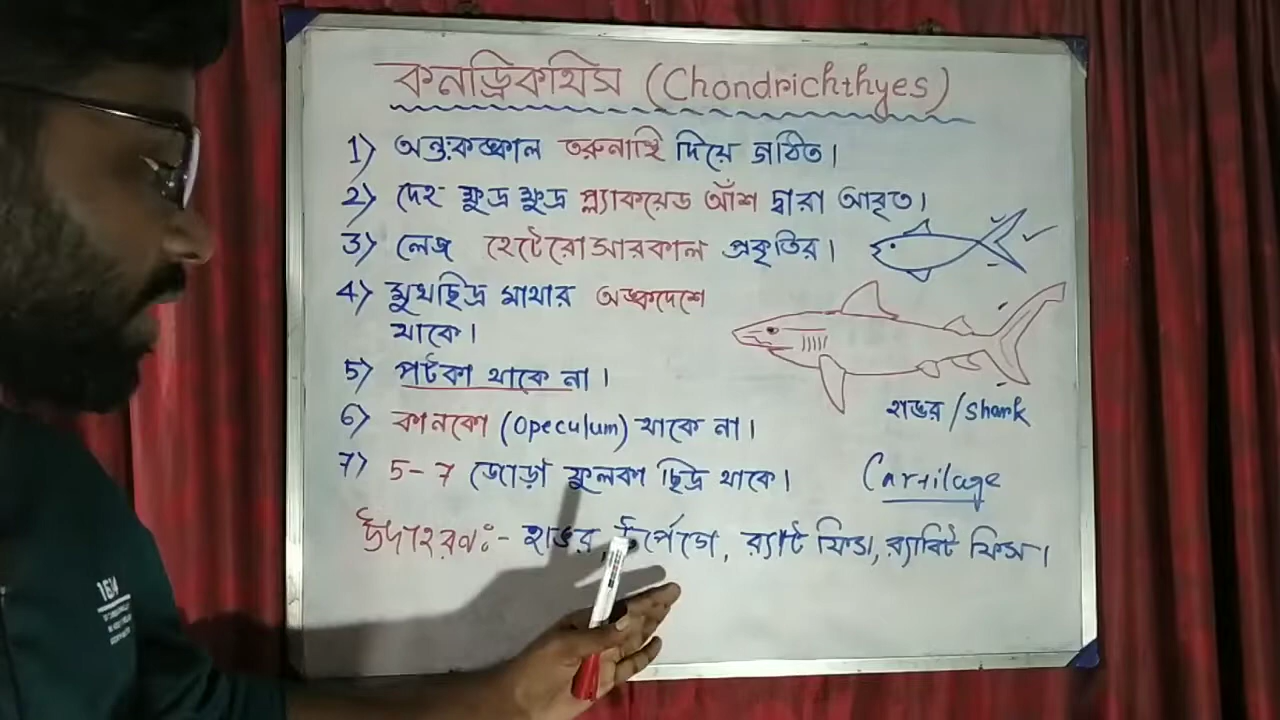 কনড্রিকথিস (Chondrichthyes)
1) অন্তঃকঙ্কাল তরুনাস্থি দিয়ে গঠিত।
2) দেহ ক্ষুদ্র ক্ষুদ্র প্ল্যাকয়েড আঁশ দ্বারা আবৃত।
3) লেজ হেটেরোসারকাল প্রকৃতির।
4) মুখছিদ্র মাথার অঙ্কদেশে
থাকে।
5) পটকা থাকে না।
6) কানকো (Opeculum) থাকে না।
7) 5-7 জোড়া ফুলকা ছিদ্র থাকে।
হাঙর/Shark
Cartilage
উদাহরনঃ- হাঙর, র‍্যাট ফিস, র‍্যাবিট ফিস।